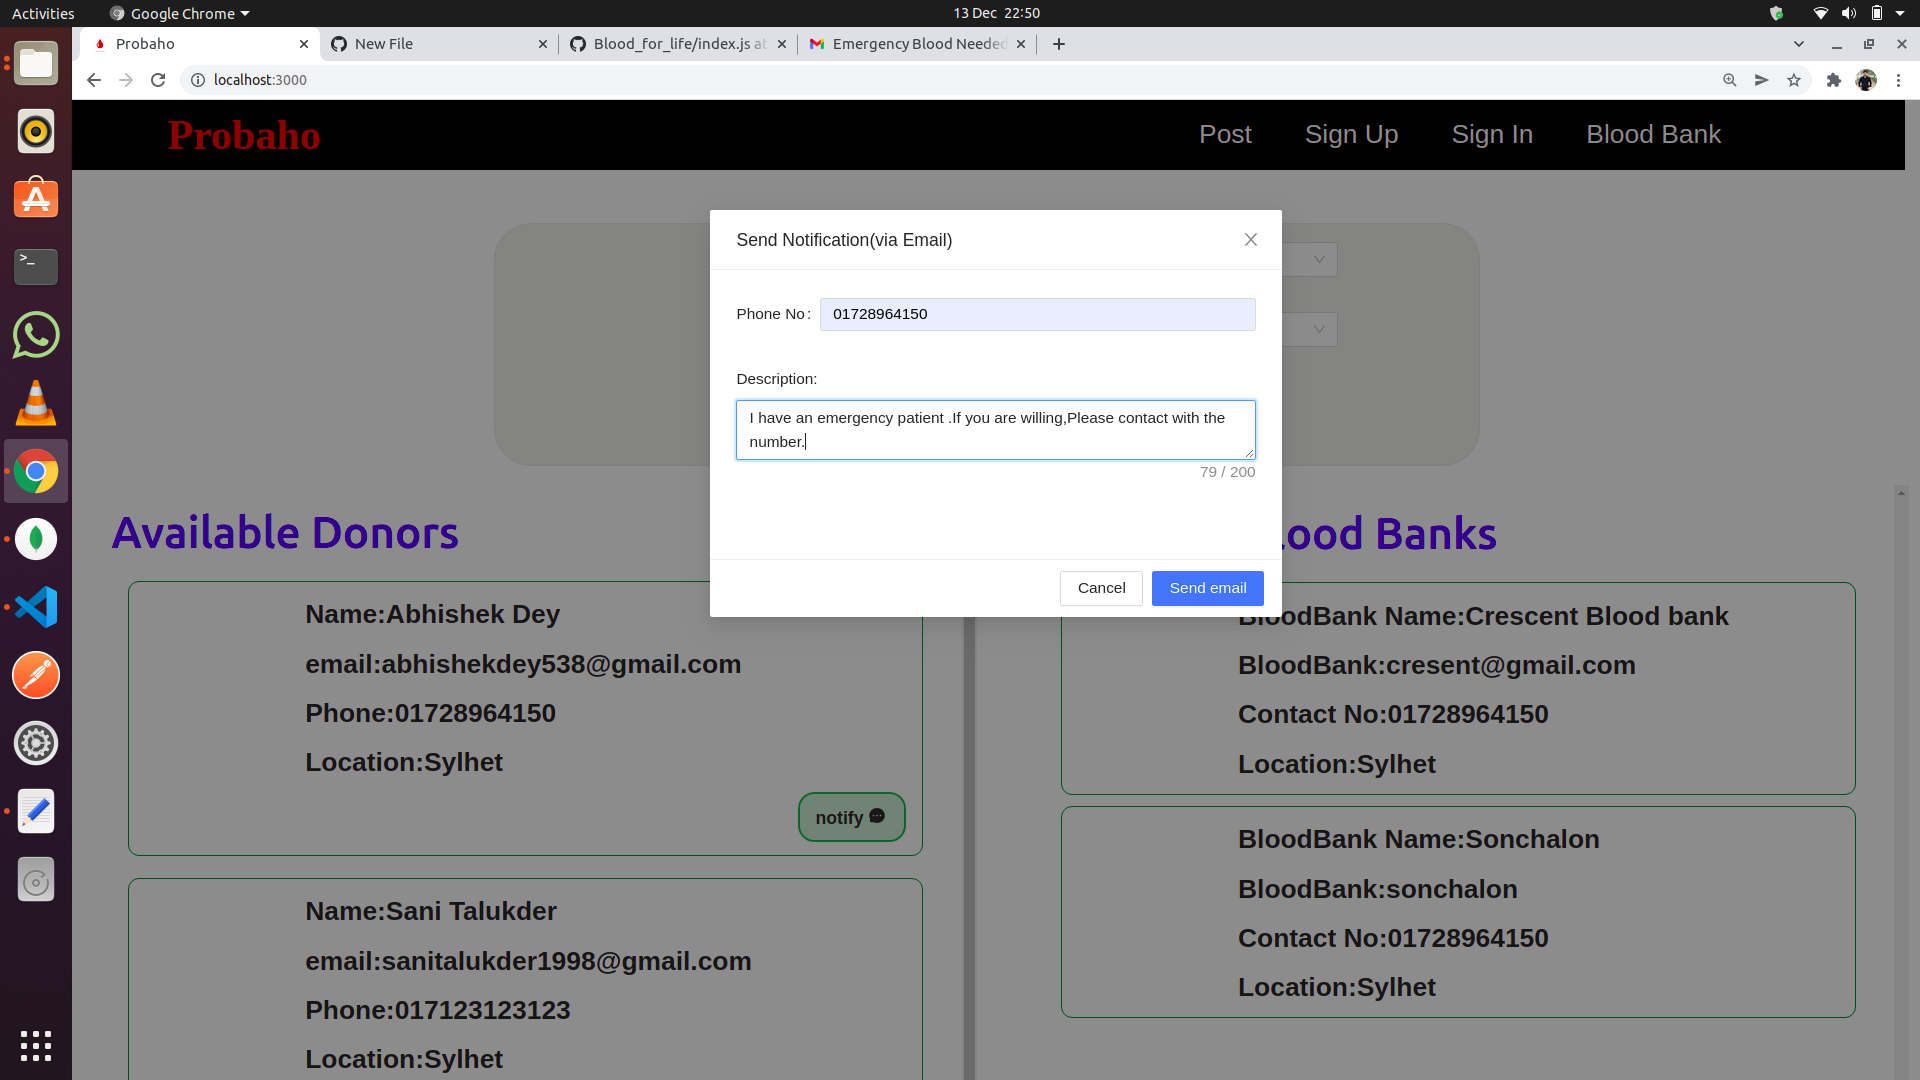 Activities
Google Chrome
13 Dec 22:50
Probaho
New File
Blood_for_life/index.js at
Emergency Blood Needed
localhost:3000
Probaho
Post
Sign Up
Sign In
Blood Bank
Send Notification(via Email)
Phone No :
01728964150
Description:
I have an emergency patient .If you are willing,Please contact with the
number.
79 / 200
Cancel
Send email
Available Donors
Name:Abhishek Dey
email:abhishekdey538@gmail.com
Phone:01728964150
Location:Sylhet
notify
Name:Sani Talukder
email:sanitalukder1998@gmail.com
Phone:017123123123
Location:Sylhet
lood Banks
BloodBank Name:Crescent Blood bank
BloodBank:cresent@gmail.com
Contact No:01728964150
Location:Sylhet
BloodBank Name:Sonchalon
BloodBank:sonchalon
Contact No:01728964150
Location:Sylhet